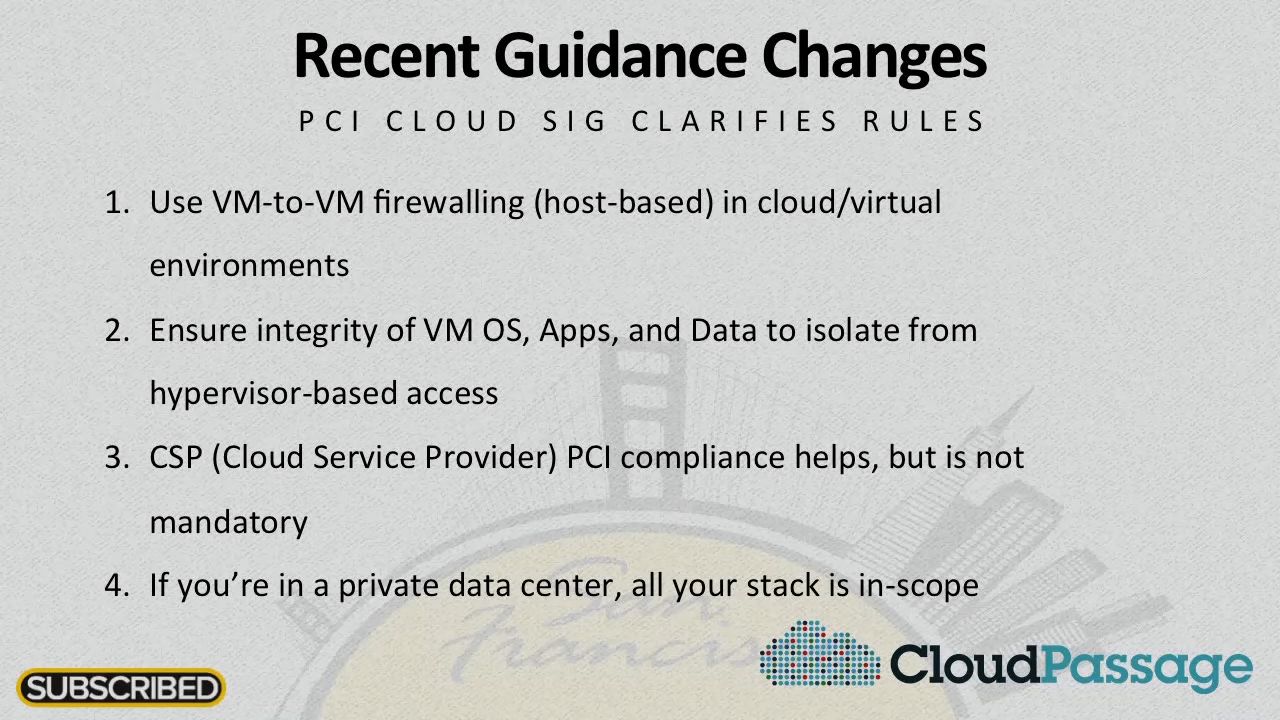 Recent Guidance Changes
PCI CLOUD SIG CLARIFIES RULES
1. Use VM-to-VM firewalling (host-based) in cloud/virtual
environments
2. Ensure integrity of VM OS, Apps, and Data to isolate from
hypervisor-based access
3. CSP (Cloud Service Provider) PCI compliance helps, but is not
mandatory
4. If you’re in a private data center, all your stack is in-scope
San
Francis
CloudPassage
SUBSCRIBED